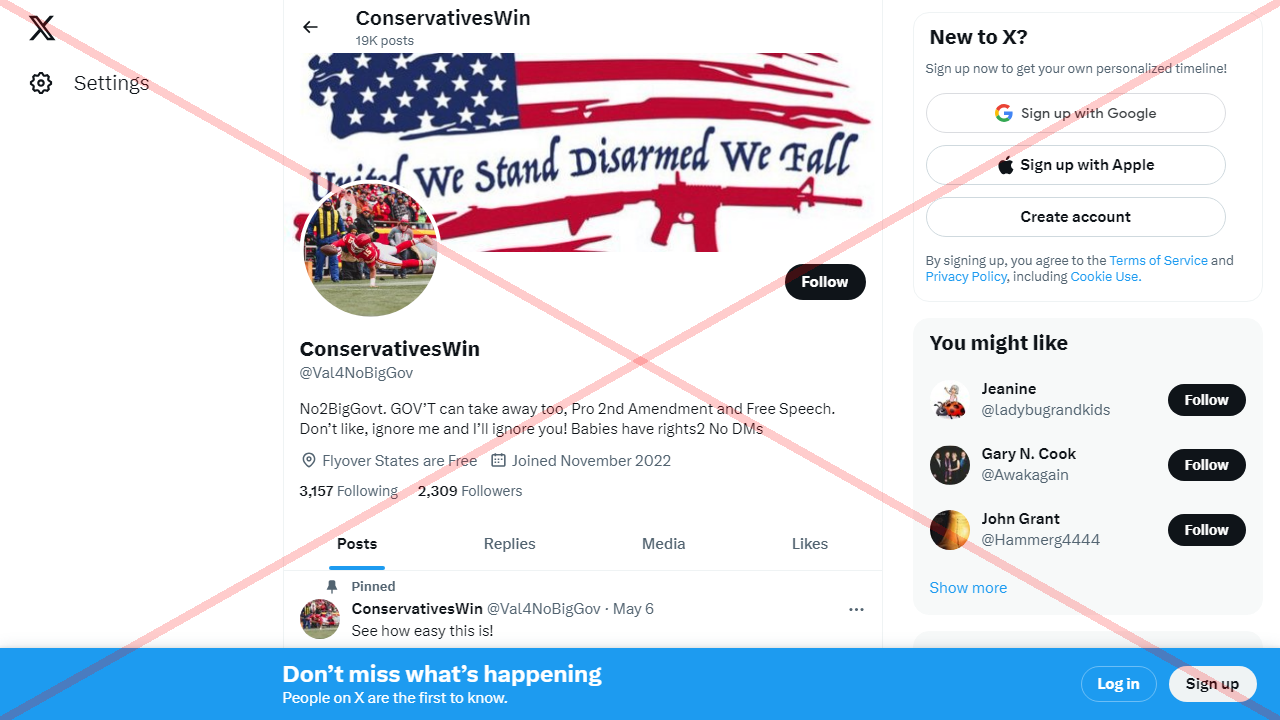 Settings
ConservativesWin
19K posts
United We Stand Disarmed We Fall
Follow
ConservativesWin
@Val4NoBigGov
No2BigGovt. GOV’T can take away too, Pro 2nd Amendment and Free Speech.
Don’t like, ignore me and I’ll ignore you! Babies have rights2 No DMs
Flyover States are Free Joined November 2022
3,157 Following 2,309 Followers
Posts Replies Media Likes
Pinned
ConservativesWin @Val4NoBigGov · May 6
See how easy this is!
New to X?
Sign up now to get your own personalized timeline!
Sign up with Google
Sign up with Apple
Create account
By signing up, you agree to the Terms of Service and
Privacy Policy, including Cookie Use.
You might like
Jeanine
@ladybugrandkids
Follow
Gary N. Cook
@Awakagain
Follow
John Grant
@Hammerg4444
Follow
Show more
Don’t miss what’s happening
People on X are the first to know.
Log in
Sign up